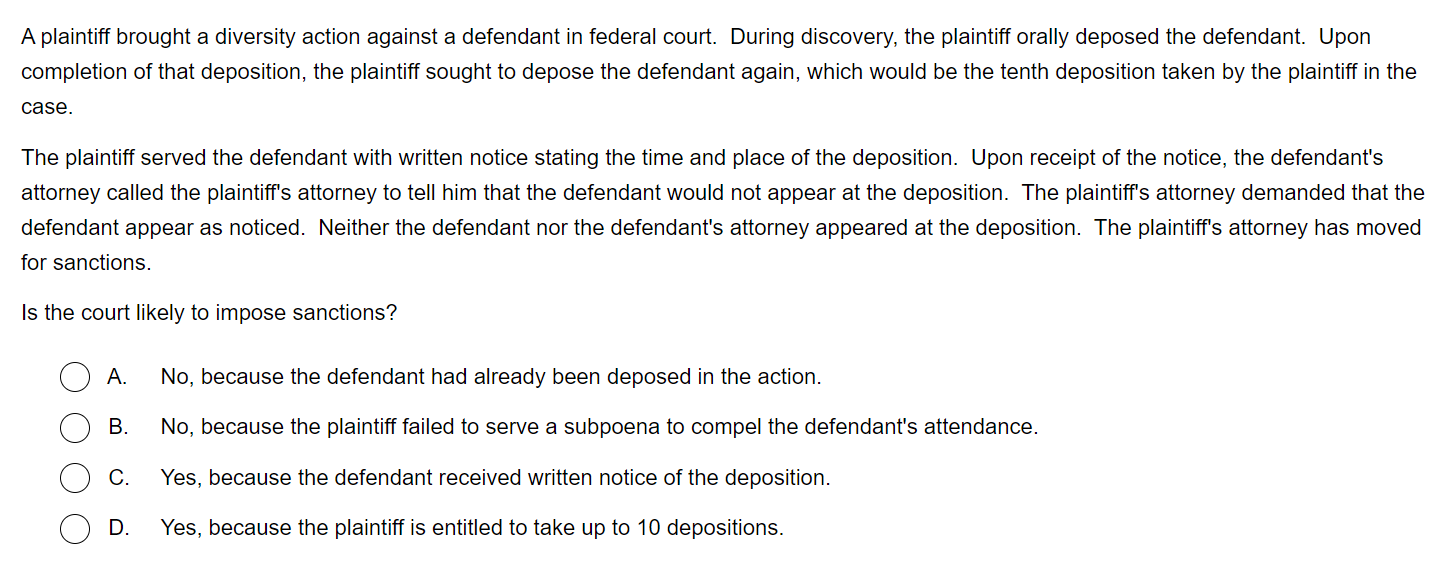 A plaintiff brought a diversity action against a defendant in federal court.  During discovery, the plaintiff orally deposed the defendant.  Upon
completion of that deposition, the plaintiff sought to depose the defendant again, which would be the tenth deposition taken by the plaintiff in the
case.
The plaintiff served the defendant with written notice stating the time and place of the deposition.  Upon receipt of the notice, the defendant's
attorney called the plaintiff's attorney to tell him that the defendant would not appear at the deposition.  The plaintiff's attorney demanded that the
defendant appear as noticed.  Neither the defendant nor the defendant's attorney appeared at the deposition.  The plaintiff's attorney has moved
for sanctions.
Is the court likely to impose sanctions?
A. No, because the defendant had already been deposed in the action.
B. No, because the plaintiff failed to serve a subpoena to compel the defendant's attendance.
C. Yes, because the defendant received written notice of the deposition.
D. Yes, because the plaintiff is entitled to take up to 10 depositions.